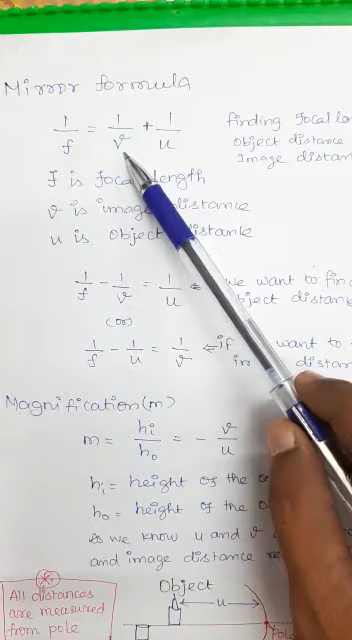 Mirror formula
1/f = 1/v + 1/u
finding focal len
object distance
Image distan
f is focal length
v is image distance
u is object distance
1/f - 1/v = 1/u ← we want to fin
object distan
(or)
1/f - 1/u = 1/v ← if want to
distan
Magnification(m)
m = hi/ho = - v/u
hi = height of the
ho = height of the
As we know u and v
and image distance
All distances
are measured
from pole
Object
u
Pole